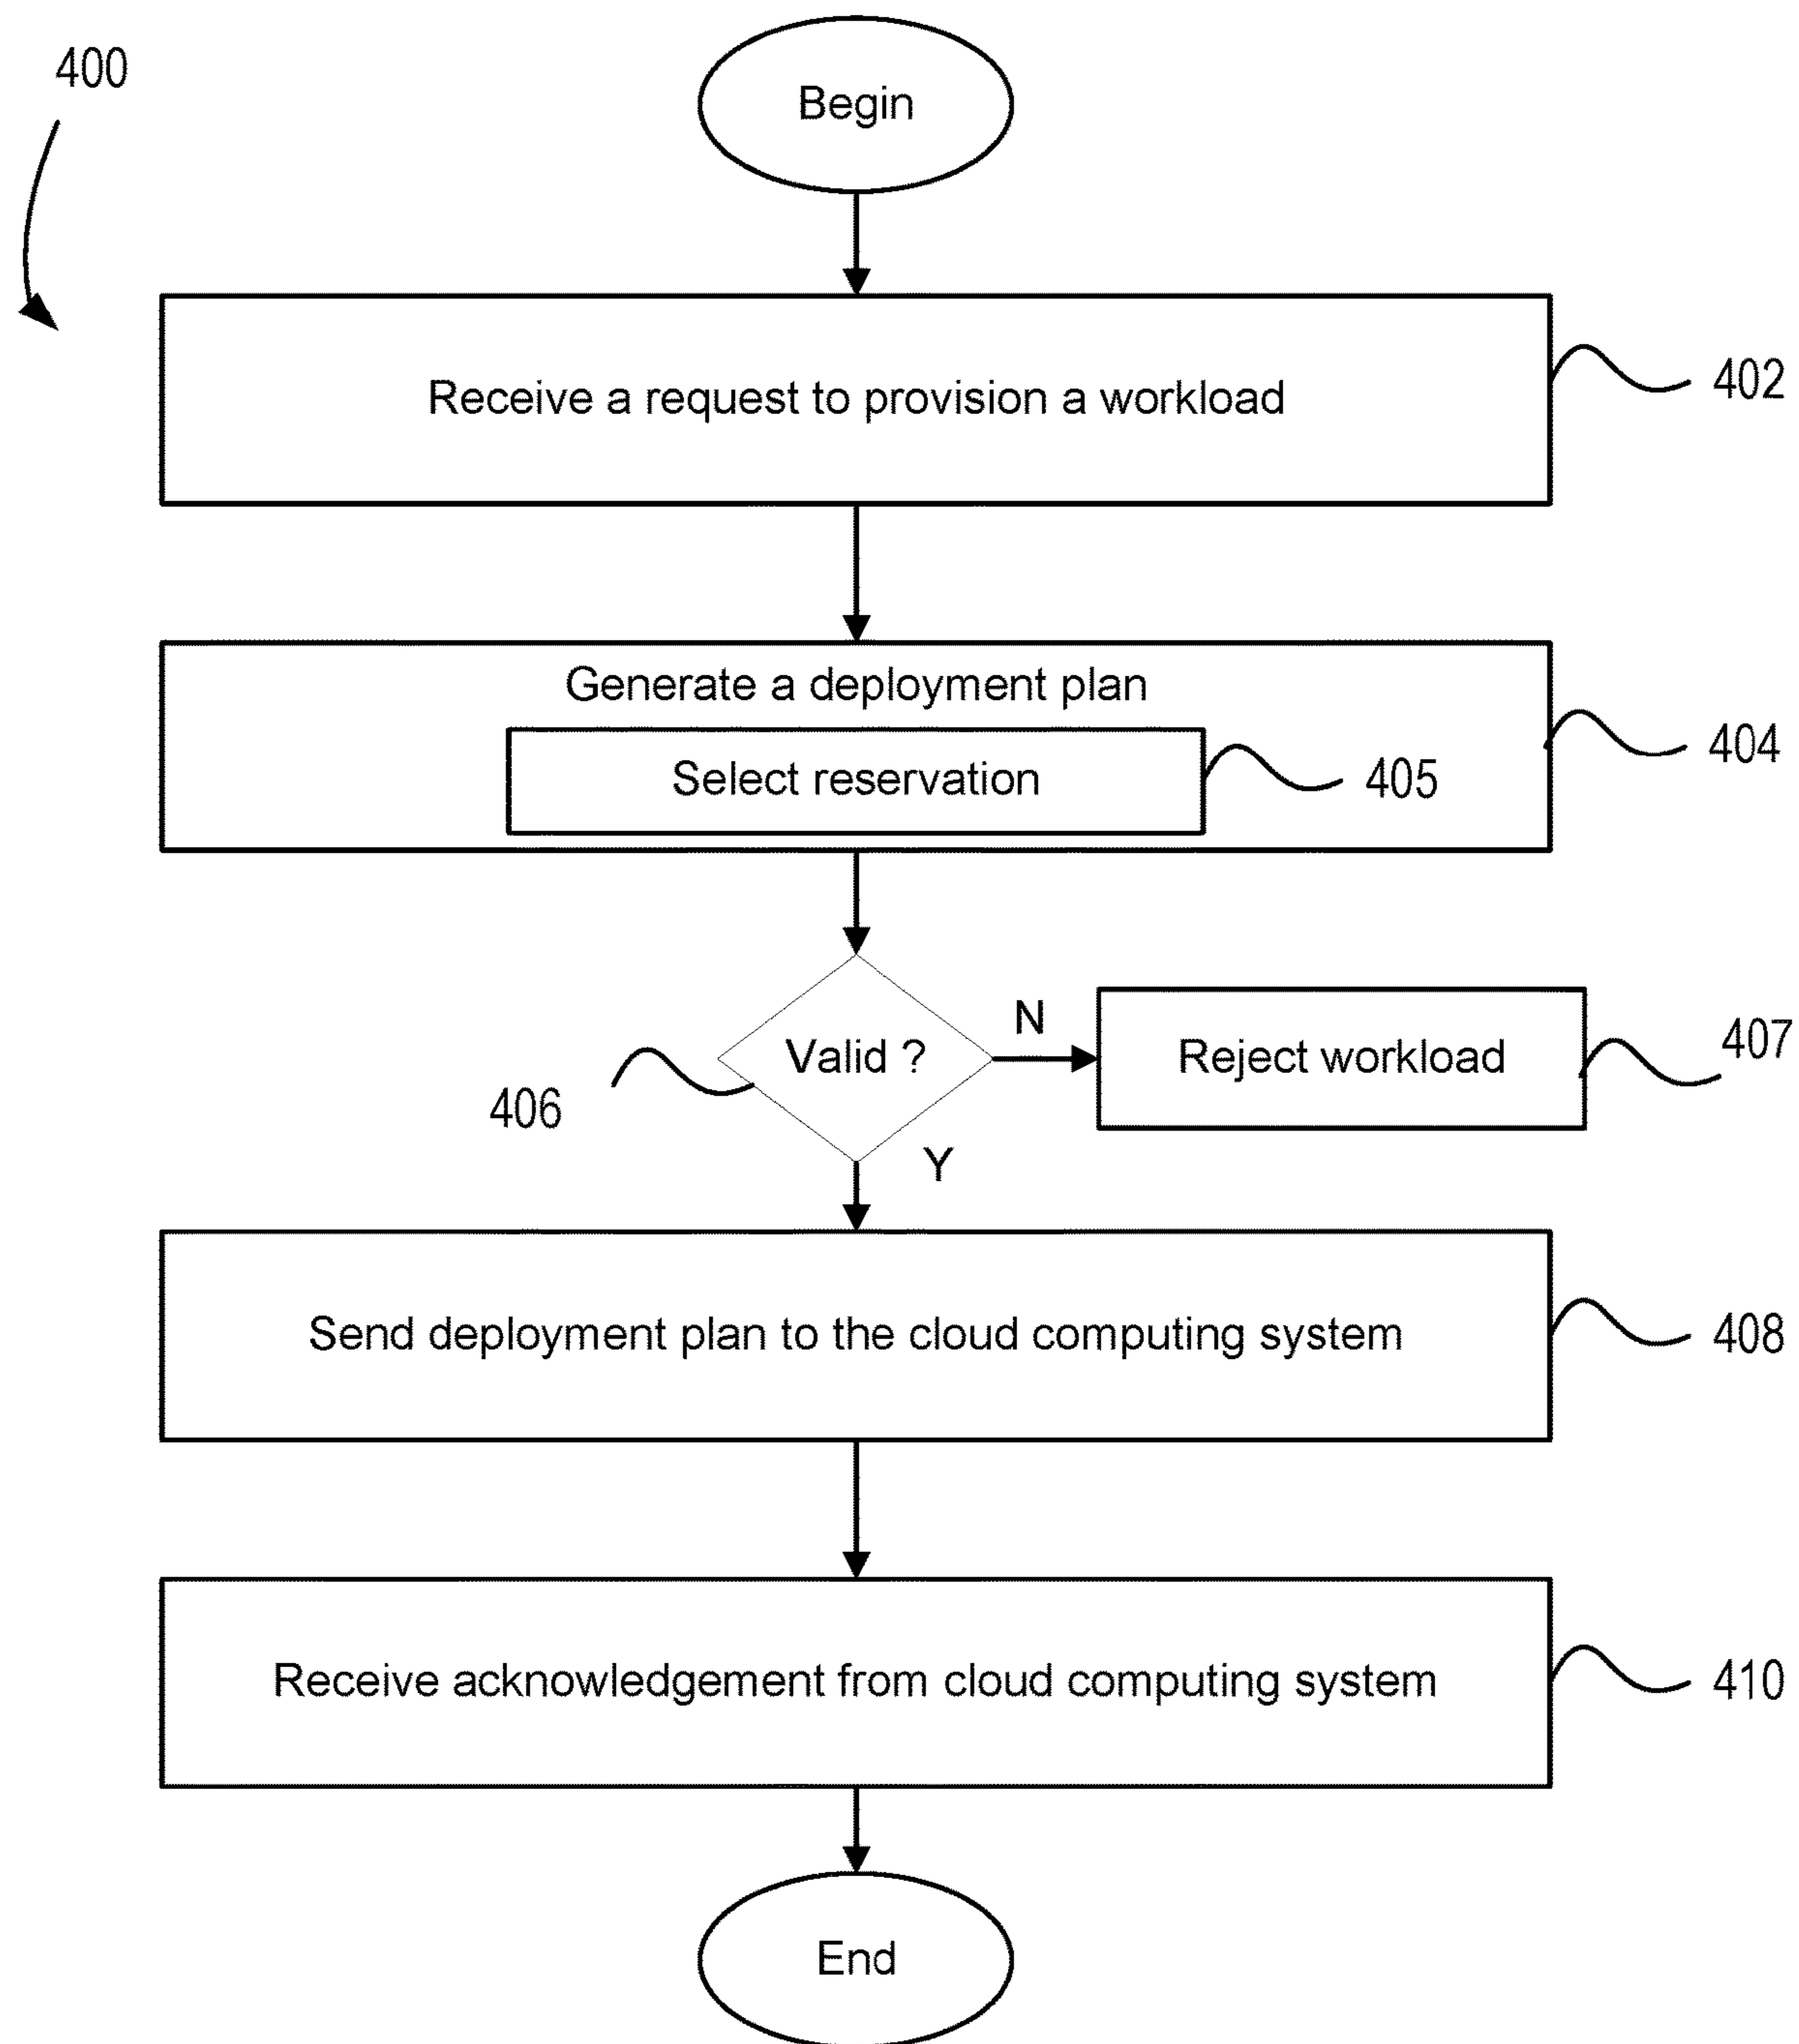 400
Begin
Receive a request to provision a workload
402
Generate a deployment plan
404
Select reservation
405
Valid ?
N
Reject workload
407
406
Y
Send deployment plan to the cloud computing system
408
Receive acknowledgement from cloud computing system
410
End